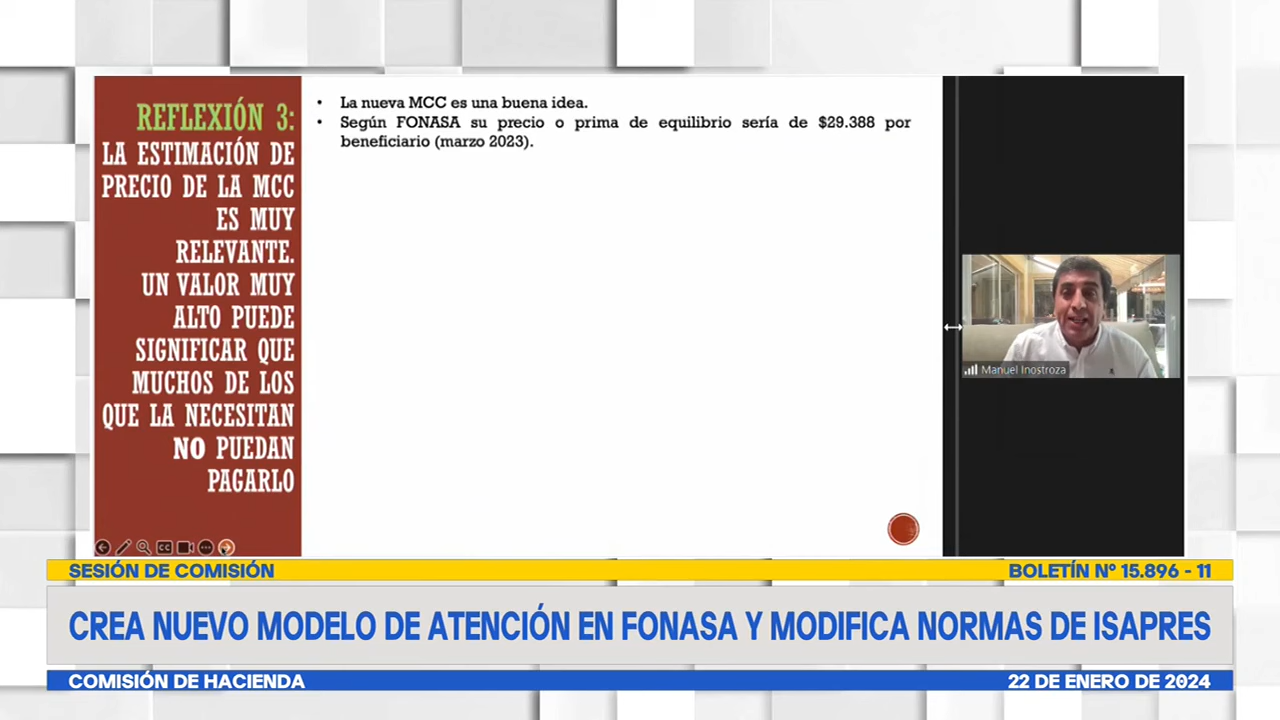 REFLEXIÓN 3:
LA ESTIMACIÓN DE
PRECIO DE LA MCC
ES MUY
RELEVANTE.
UN VALOR MUY
ALTO PUEDE
SIGNIFICAR QUE
MUCHOS DE LOS
QUE LA NECESITAN
NO PUEDAN
PAGARLO
• La nueva MCC es una buena idea.
• Según FONASA su precio o prima de equilibrio sería de $29.388 por
beneficiario (marzo 2023).
CC
Manuel Inostroza
SESIÓN DE COMISIÓN
BOLETÍN N° 15.896 - 11
CREA NUEVO MODELO DE ATENCIÓN EN FONASA Y MODIFICA NORMAS DE ISAPRES
COMISIÓN DE HACIENDA
22 DE ENERO DE 2024